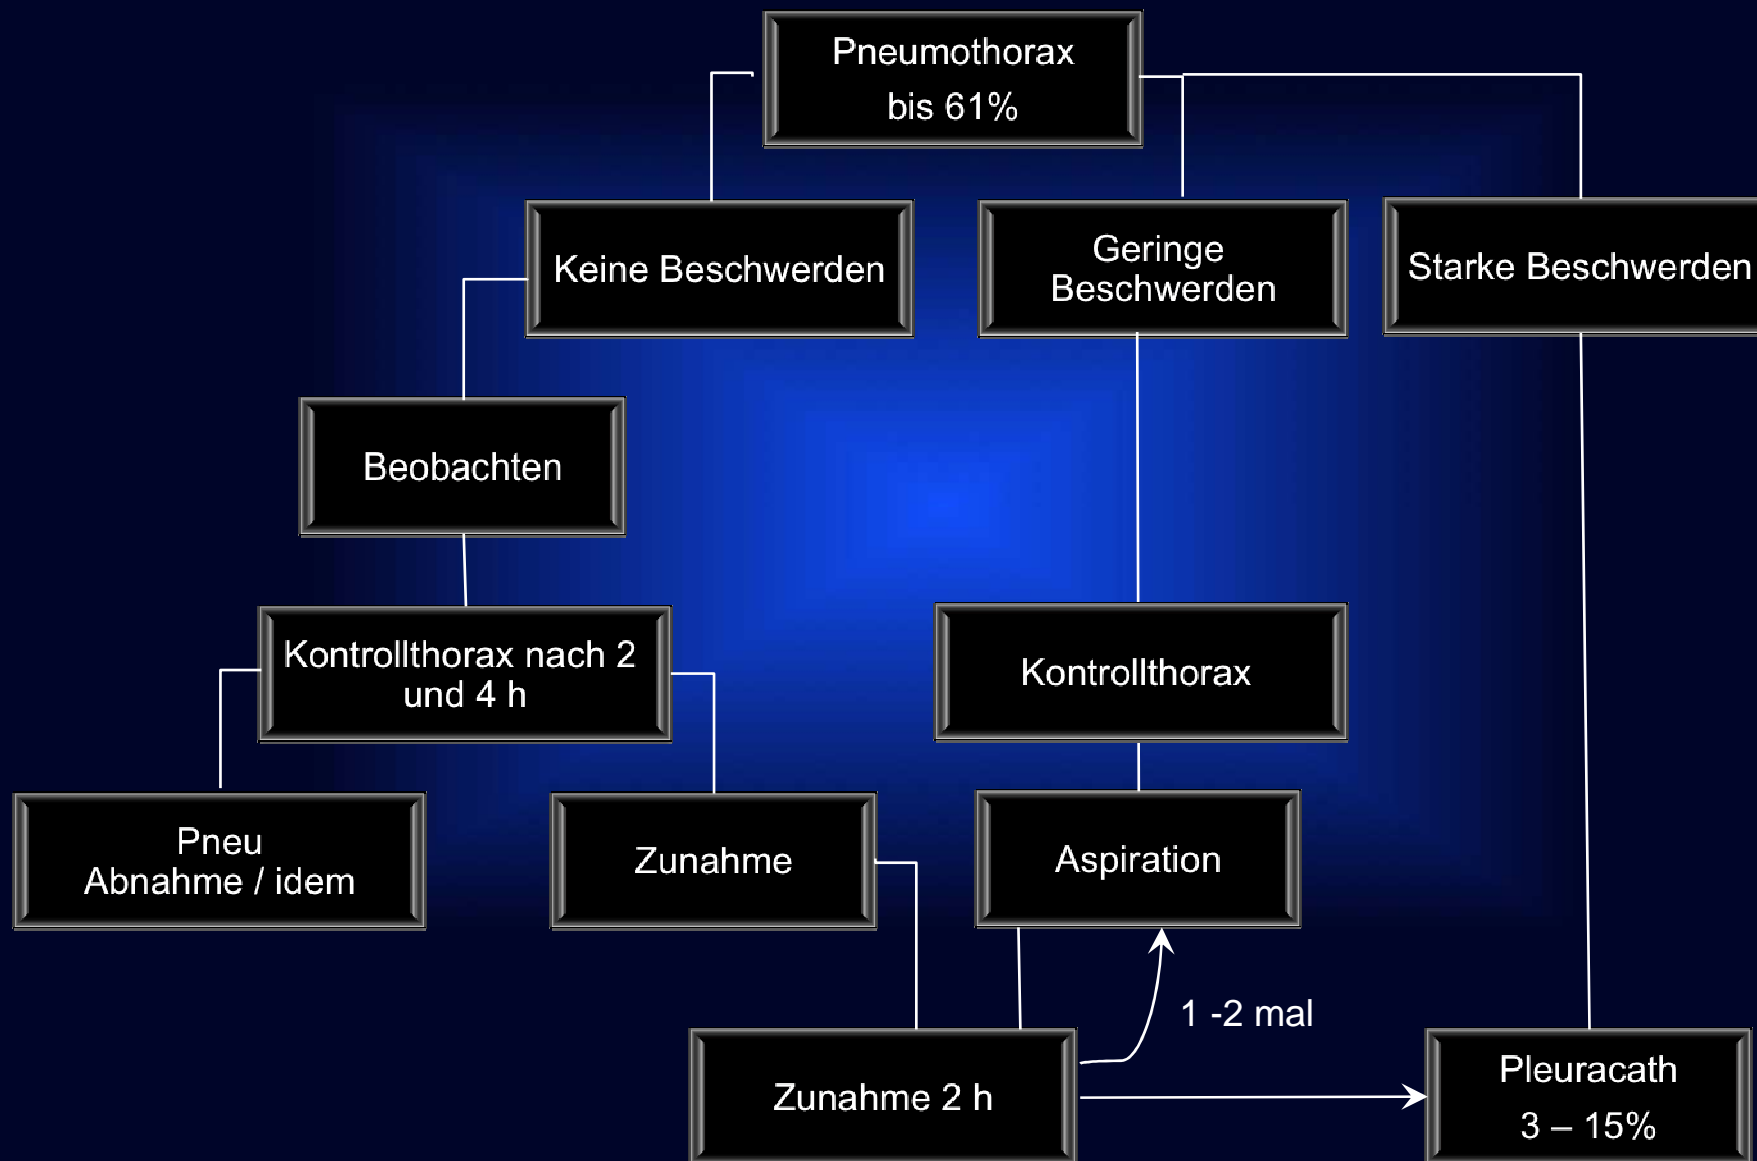 Pneumothorax
bis 61%
Keine Beschwerden
Geringe
Beschwerden
Starke Beschwerden
Beobachten
Kontrollthorax nach 2
und 4 h
Kontrollthorax
Pneu
Abnahme / idem
Zunahme
Aspiration
1 -2 mal
Zunahme 2 h
Pleuracath
3 – 15%